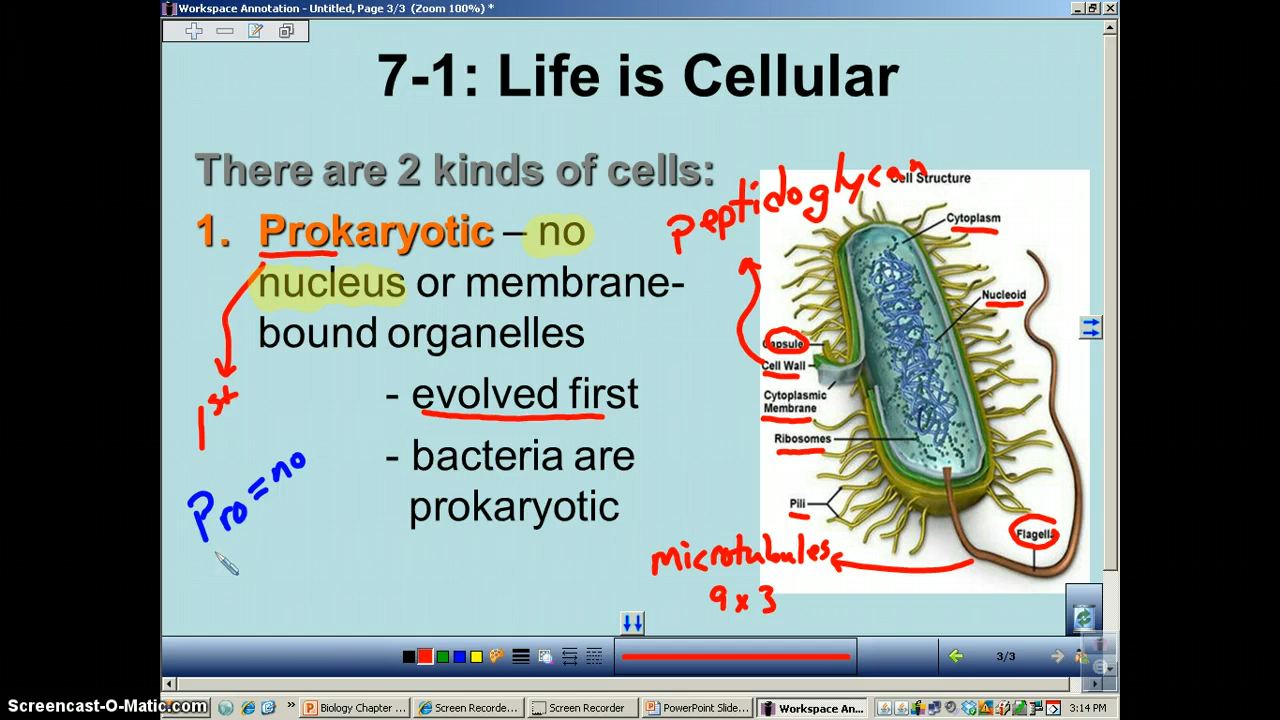 Workspace Annotation - Untitled, Page 3/3 (Zoom 100%) *
7-1: Life is Cellular
There are 2 kinds of cells:
1. Prokaryotic – no
nucleus or membrane-
bound organelles
- evolved first
- bacteria are
prokaryotic
1st
Pro = no
peptidoglycan
Cell Structure
Cytoplasm
Nucleoid
Capsule
Cell Wall
Cytoplasmic
Membrane
Ribosomes
Pili
Flagella
microtubules
9 x 3
3/3
Screencast-O-Matic.com
Biology Chapter ...
Screen Recorde...
Screen Recorder
PowerPoint Slide...
Workspace An...
3:14 PM